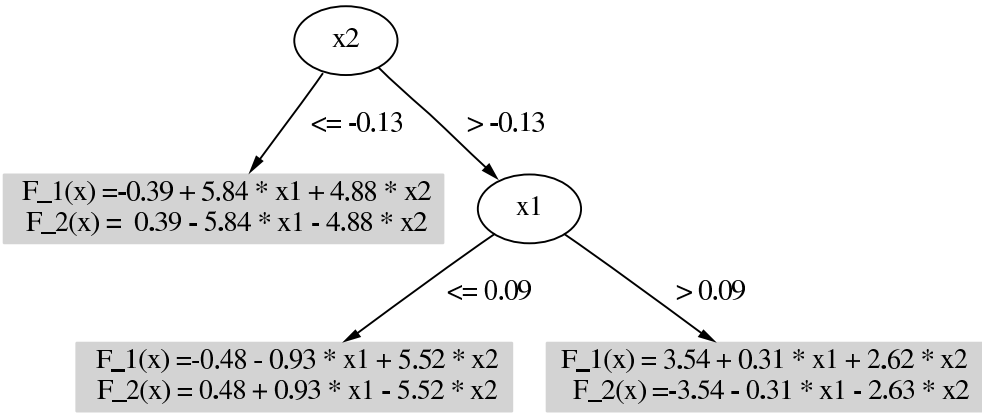 x2
<= -0.13
> -0.13
F_1(x) =-0.39 + 5.84 * x1 + 4.88 * x2
F_2(x) = 0.39 - 5.84 * x1 - 4.88 * x2
x1
<= 0.09
> 0.09
F_1(x) =-0.48 - 0.93 * x1 + 5.52 * x2
F_2(x) = 0.48 + 0.93 * x1 - 5.52 * x2
F_1(x) = 3.54 + 0.31 * x1 + 2.62 * x2
F_2(x) =-3.54 - 0.31 * x1 - 2.63 * x2